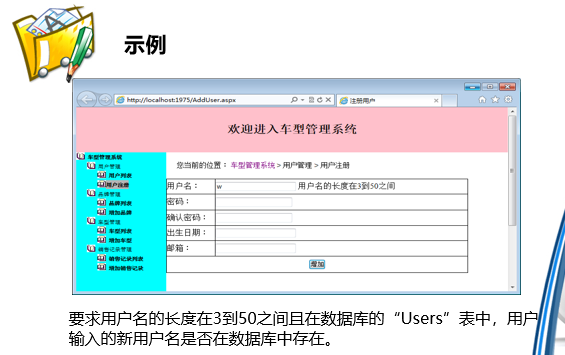 示例
http://localhost:1975/AddUser.aspx
注册用户
欢迎进入车型管理系统
车型管理系统
用户管理
用户列表
用户注册
品牌管理
品牌列表
增加品牌
车型管理
车型列表
增加车型
销售记录管理
销售记录列表
增加销售记录
您当前的位置： 车型管理系统 > 用户管理 > 用户注册
用户名： w 用户名的长度在3到50之间
密码：
确认密码：
出生日期：
邮箱：
增加
要求用户名的长度在3到50之间且在数据库的“Users”表中，用户
输入的新用户名是否在数据库中存在。